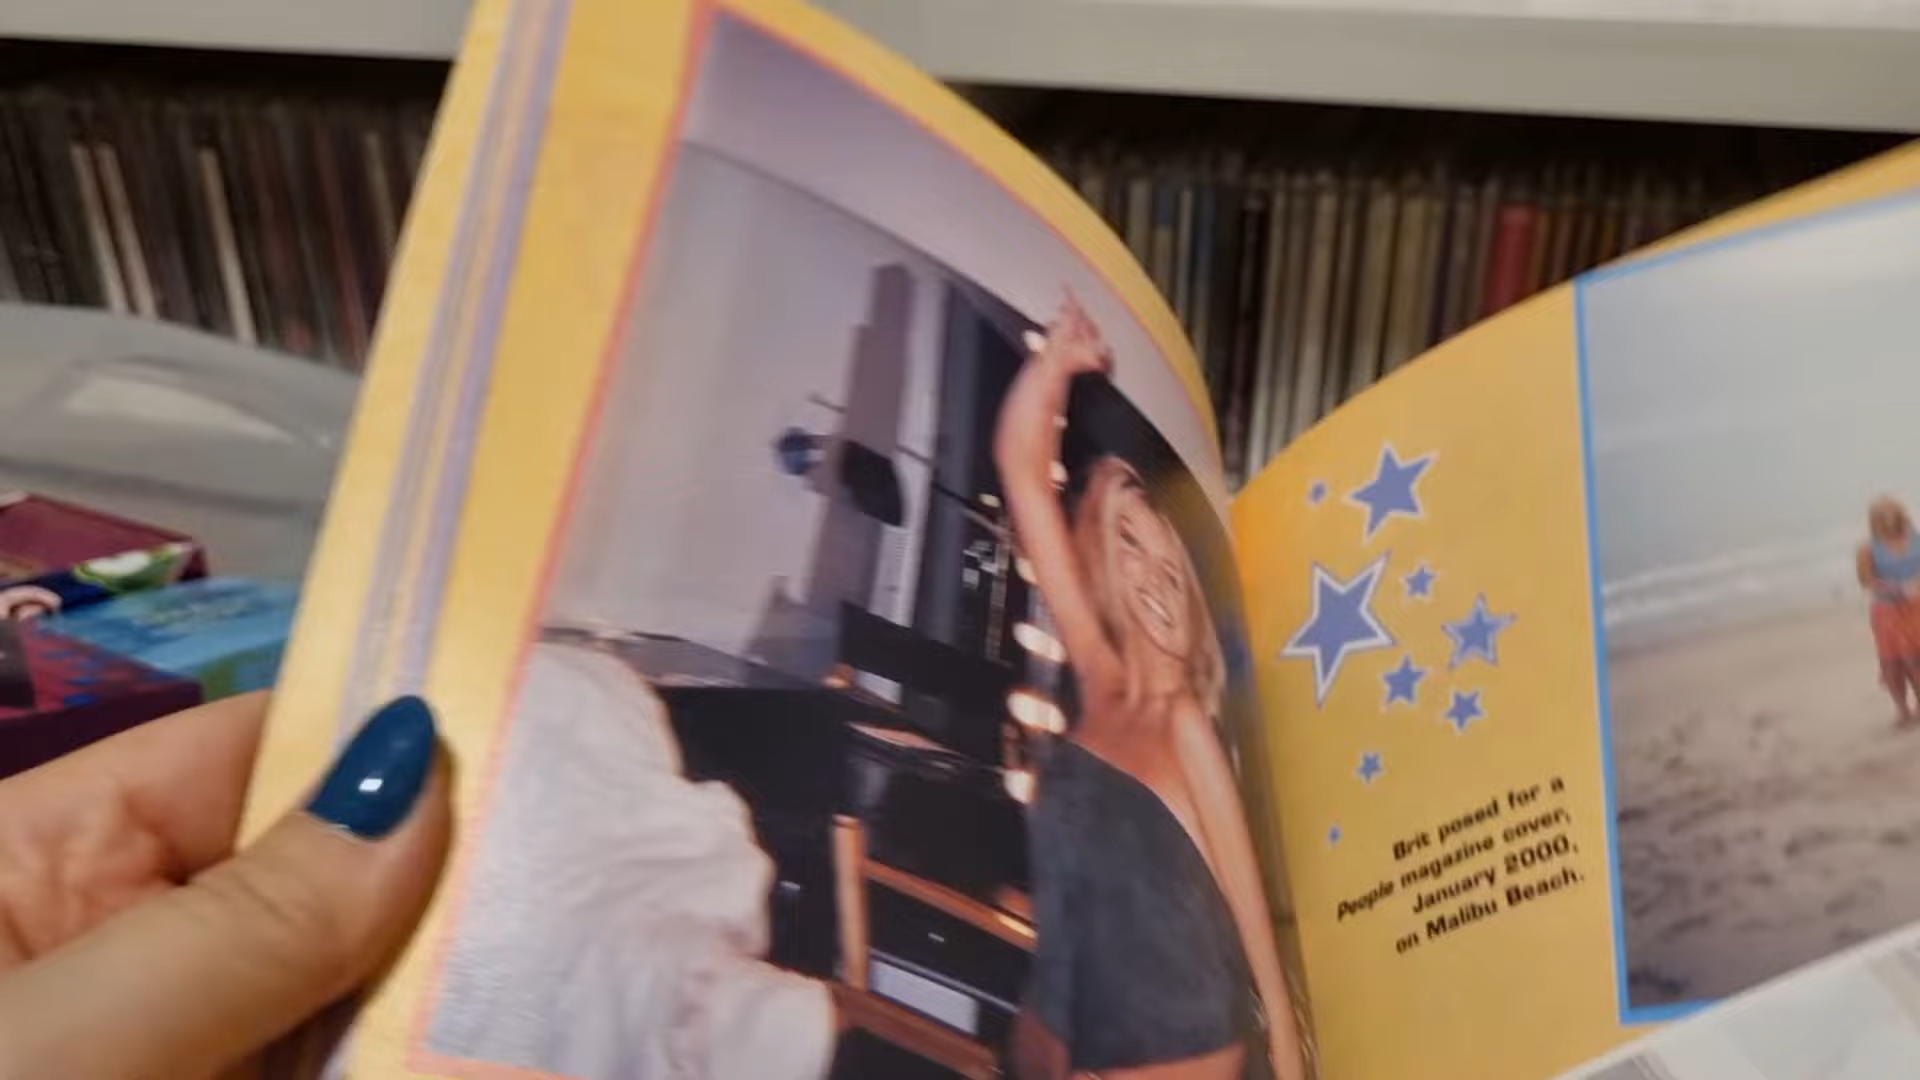 Brit posed for a
People magazine cover,
January 2000,
on Malibu Beach.